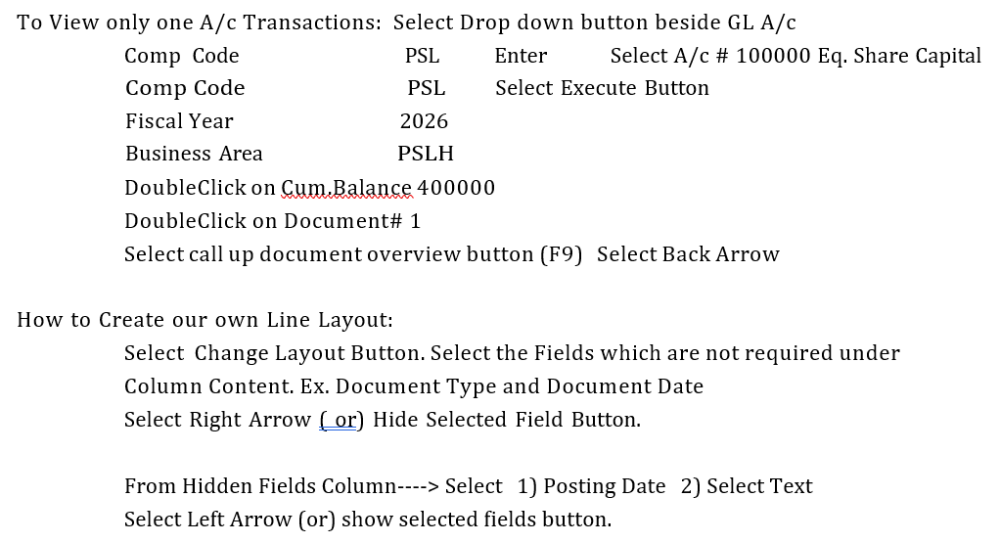 To View only one A/c Transactions: Select Drop down button beside GL A/c
Comp Code PSL Enter Select A/c # 100000 Eq. Share Capital
Comp Code PSL Select Execute Button
Fiscal Year 2026
Business Area PSLH
DoubleClick on Cum.Balance 400000
DoubleClick on Document# 1
Select call up document overview button (F9) Select Back Arrow
How to Create our own Line Layout:
Select Change Layout Button. Select the Fields which are not required under
Column Content. Ex. Document Type and Document Date
Select Right Arrow ( or) Hide Selected Field Button.
From Hidden Fields Column----> Select 1) Posting Date 2) Select Text
Select Left Arrow (or) show selected fields button.